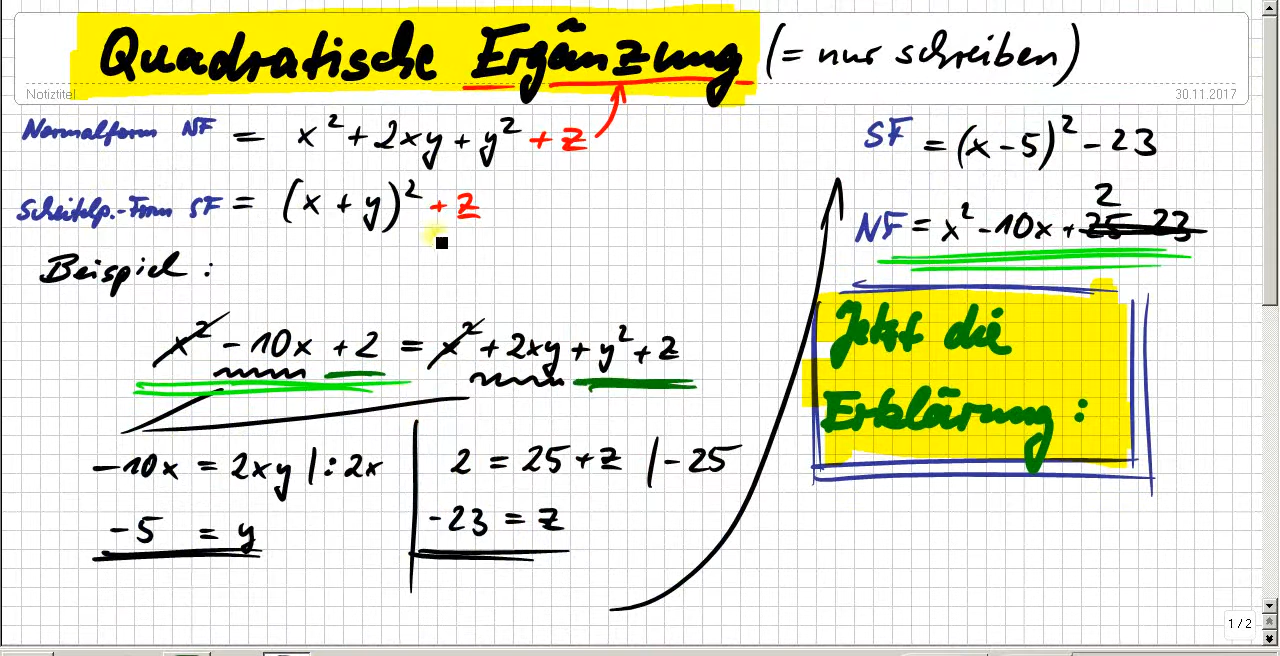 Quadratische Ergänzung (= nur schreiben)
Notiztitel
30.11.2017
Normalform NF = x² + 2xy + y² + z
Scheitelp.-Form SF = (x + y)² + z
Beispiel :
x² - 10x + 2 = x² + 2xy + y² + z
-10x = 2xy |: 2x
-5 = y
2 = 25 + z | -25
-23 = z
SF = (x - 5)² - 23
2
NF = x² - 10x + 25 - 23
Jetzt die
Erklärung :
1 / 2